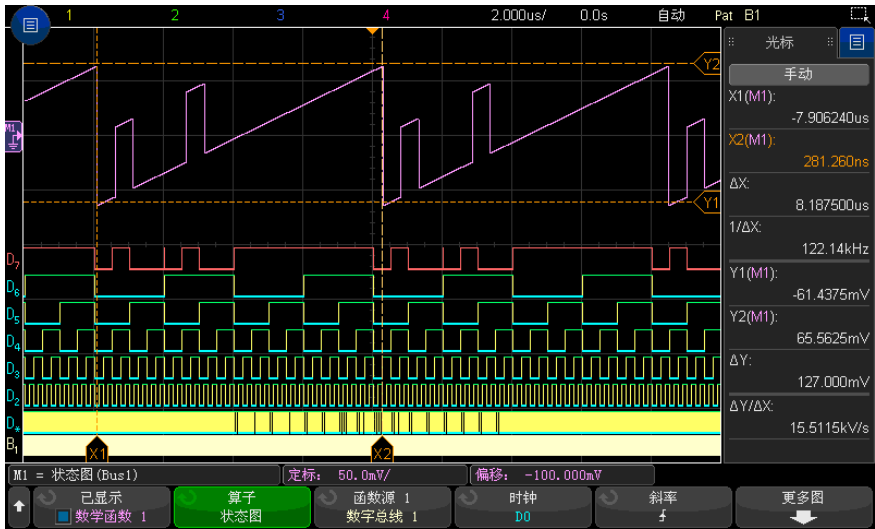 1 2 3 4 2.000us/ 0.0s 自动 Pat B1
光标
手动
X1(M1):
-7.906240us
X2(M1):
281.260ns
ΔX:
8.187500us
1/ΔX:
122.14kHz
Y1(M1):
-61.4375mV
Y2(M1):
65.5625mV
ΔY:
127.000mV
ΔY/ΔX:
15.5115kV/s
Y2
M1
Y1
D7
D6
D5
D4
D3
D2
D*
B1
X1 X2
M1 = 状态图(Bus1) 定标: 50.0mV/ 偏移: -100.000mV
已显示 算子 函数源 1 时钟 斜率 更多图
数学函数 1 状态图 数字总线 1 D0